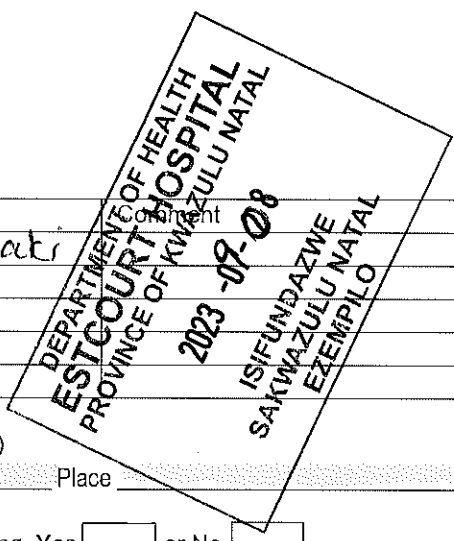 DEPARTMENT OF HEALTH
ESTCOURT HOSPITAL
PROVINCE OF KWAZULU NATAL
2023 -09- 08
ISIFUNDAZWE
SAKWAZULU NATAL
EZEMPILO
Comment
)
Place
Yes or No